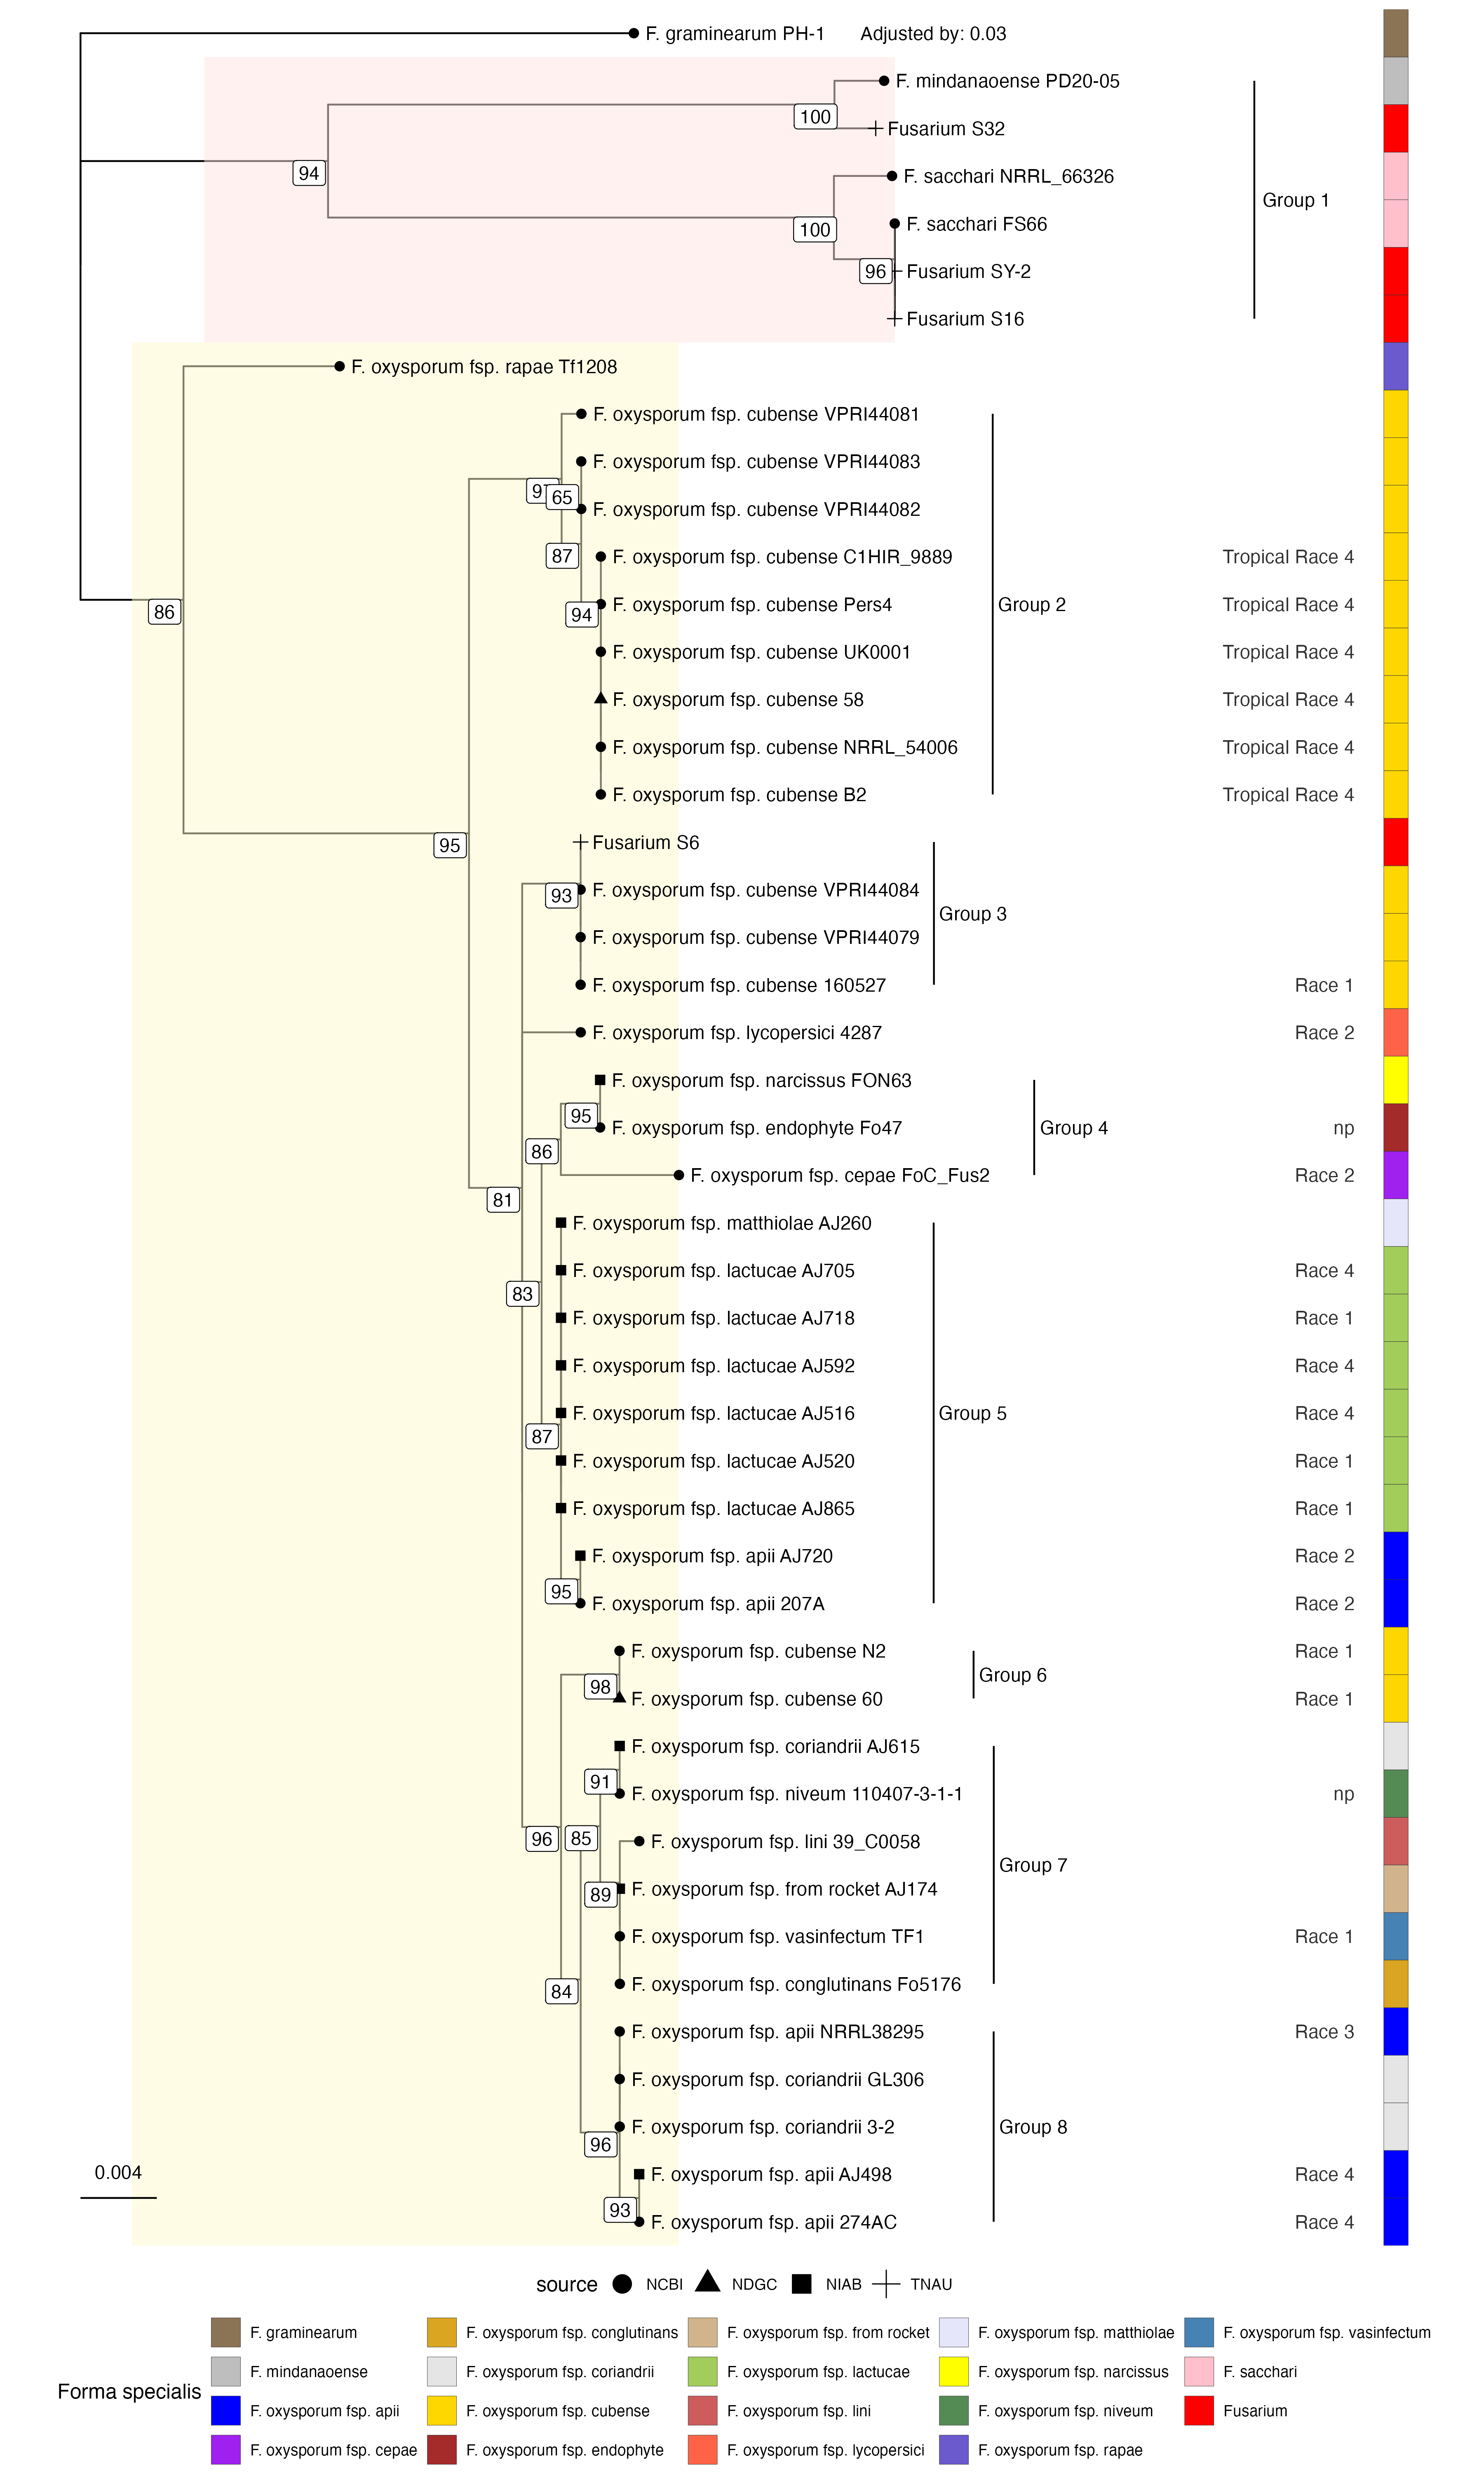 F. graminearum PH-1 Adjusted by: 0.03
F. mindanaoense PD20-05
100
Fusarium S32
94
F. sacchari NRRL_66326
Group 1
F. sacchari FS66
100
96
Fusarium SY-2
Fusarium S16
F. oxysporum fsp. rapae Tf1208
F. oxysporum fsp. cubense VPRI44081
F. oxysporum fsp. cubense VPRI44083
65
F. oxysporum fsp. cubense VPRI44082
87
F. oxysporum fsp. cubense C1HIR_9889 Tropical Race 4
86
94
F. oxysporum fsp. cubense Pers4 Group 2 Tropical Race 4
F. oxysporum fsp. cubense UK0001 Tropical Race 4
F. oxysporum fsp. cubense 58 Tropical Race 4
F. oxysporum fsp. cubense NRRL_54006 Tropical Race 4
F. oxysporum fsp. cubense B2 Tropical Race 4
95
Fusarium S6
93
F. oxysporum fsp. cubense VPRI44084
Group 3
F. oxysporum fsp. cubense VPRI44079
F. oxysporum fsp. cubense 160527 Race 1
F. oxysporum fsp. lycopersici 4287 Race 2
F. oxysporum fsp. narcissus FON63
95
F. oxysporum fsp. endophyte Fo47 Group 4 np
86
F. oxysporum fsp. cepae FoC_Fus2 Race 2
81
F. oxysporum fsp. matthiolae AJ260
F. oxysporum fsp. lactucae AJ705 Race 4
83
F. oxysporum fsp. lactucae AJ718 Race 1
F. oxysporum fsp. lactucae AJ592 Race 4
F. oxysporum fsp. lactucae AJ516 Group 5 Race 4
87
F. oxysporum fsp. lactucae AJ520 Race 1
F. oxysporum fsp. lactucae AJ865 Race 1
F. oxysporum fsp. apii AJ720 Race 2
95
F. oxysporum fsp. apii 207A Race 2
F. oxysporum fsp. cubense N2 Race 1
Group 6
98
F. oxysporum fsp. cubense 60 Race 1
F. oxysporum fsp. coriandrii AJ615
91
F. oxysporum fsp. niveum 110407-3-1-1 np
96
85
F. oxysporum fsp. lini 39_C0058
Group 7
89
F. oxysporum fsp. from rocket AJ174
F. oxysporum fsp. vasinfectum TF1 Race 1
84
F. oxysporum fsp. conglutinans Fo5176
F. oxysporum fsp. apii NRRL38295 Race 3
F. oxysporum fsp. coriandrii GL306
96
F. oxysporum fsp. coriandrii 3-2 Group 8
0.004
F. oxysporum fsp. apii AJ498 Race 4
93
F. oxysporum fsp. apii 274AC Race 4
source NCBI NDGC NIAB TNAU
Forma specialis
F. graminearum F. oxysporum fsp. conglutinans F. oxysporum fsp. from rocket F. oxysporum fsp. matthiolae F. oxysporum fsp. vasinfectum
F. mindanaoense F. oxysporum fsp. coriandrii F. oxysporum fsp. lactucae F. oxysporum fsp. narcissus F. sacchari
F. oxysporum fsp. apii F. oxysporum fsp. cubense F. oxysporum fsp. lini F. oxysporum fsp. niveum Fusarium
F. oxysporum fsp. cepae F. oxysporum fsp. endophyte F. oxysporum fsp. lycopersici F. oxysporum fsp. rapae